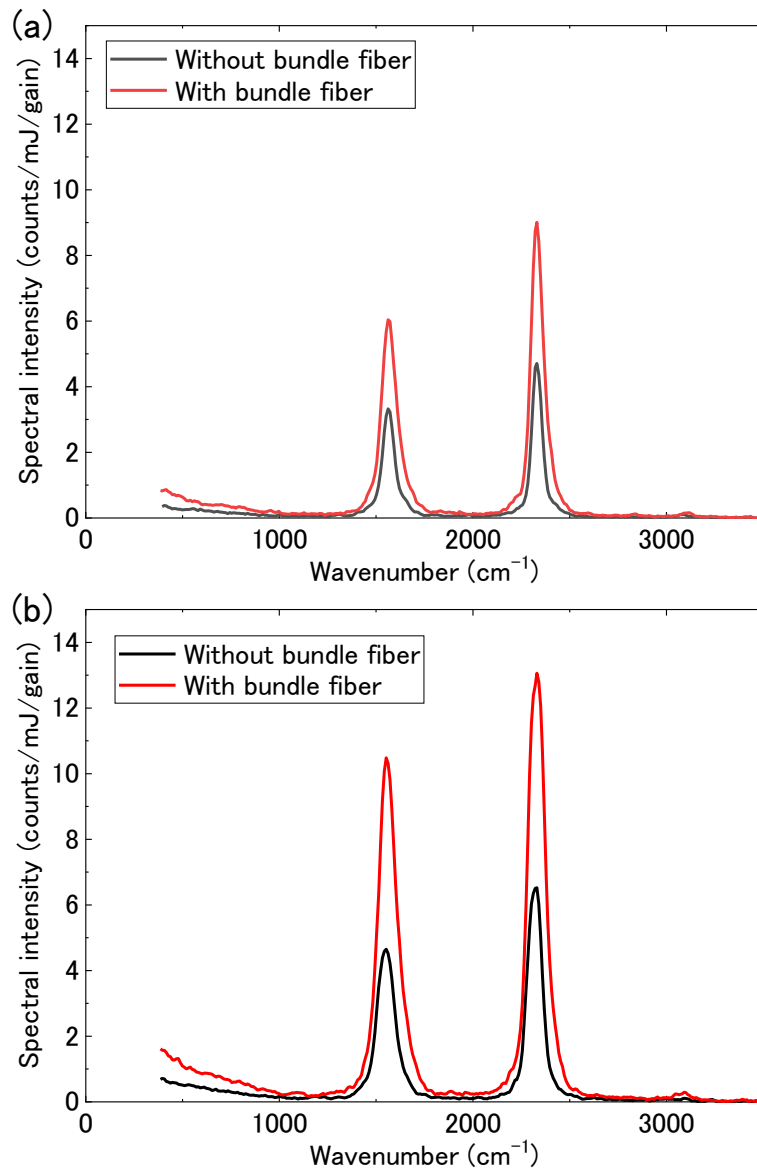 (a)
Without bundle fiber
With bundle fiber
Spectral intensity (counts/mJ/gain)
14
12
10
8
6
4
2
0
0 1000 2000 3000
Wavenumber (cm⁻¹)
(b)
Without bundle fiber
With bundle fiber
Spectral intensity (counts/mJ/gain)
14
12
10
8
6
4
2
0
0 1000 2000 3000
Wavenumber (cm⁻¹)